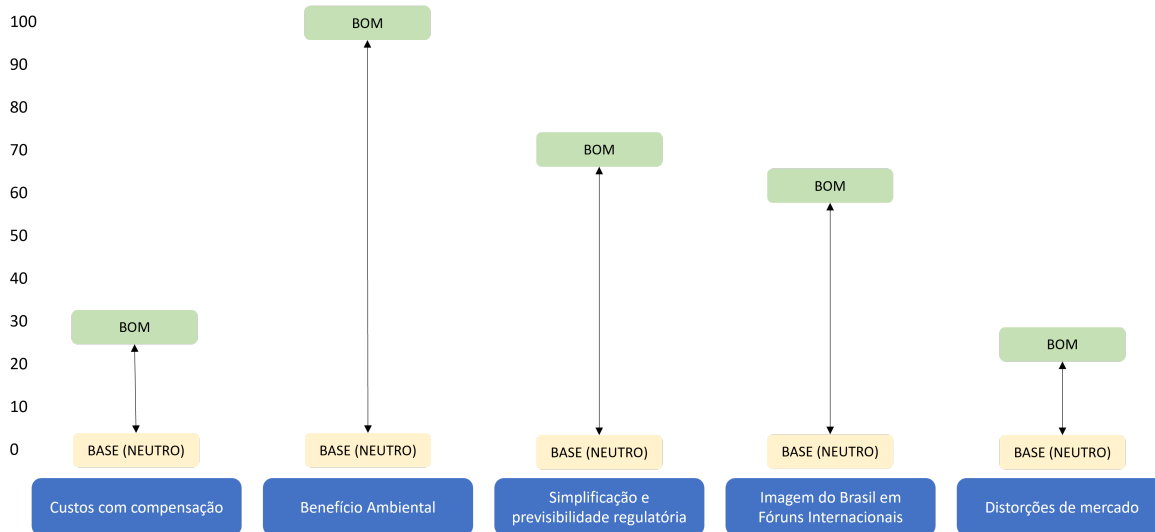 100
90
80
70
60
50
40
30
20
10
0
BOM
BOM
BOM
BOM
BOM
BASE (NEUTRO)
BASE (NEUTRO)
BASE (NEUTRO)
BASE (NEUTRO)
BASE (NEUTRO)
Custos com compensação
Benefício Ambiental
Simplificação e
previsibilidade regulatória
Imagem do Brasil em
Fóruns Internacionais
Distorções de mercado